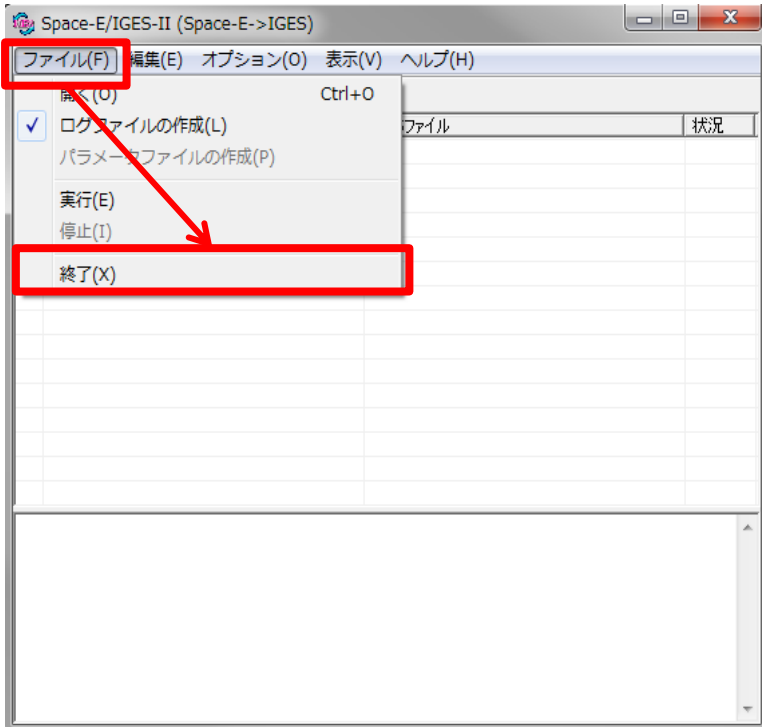 Space-E/IGES-II (Space-E->IGES)
ファイル(F) 編集(E) オプション(O) 表示(V) ヘルプ(H)
開く(O) Ctrl+O
ログファイルの作成(L)
ファイル 状況
パラメータファイルの作成(P)
実行(E)
停止(I)
終了(X)